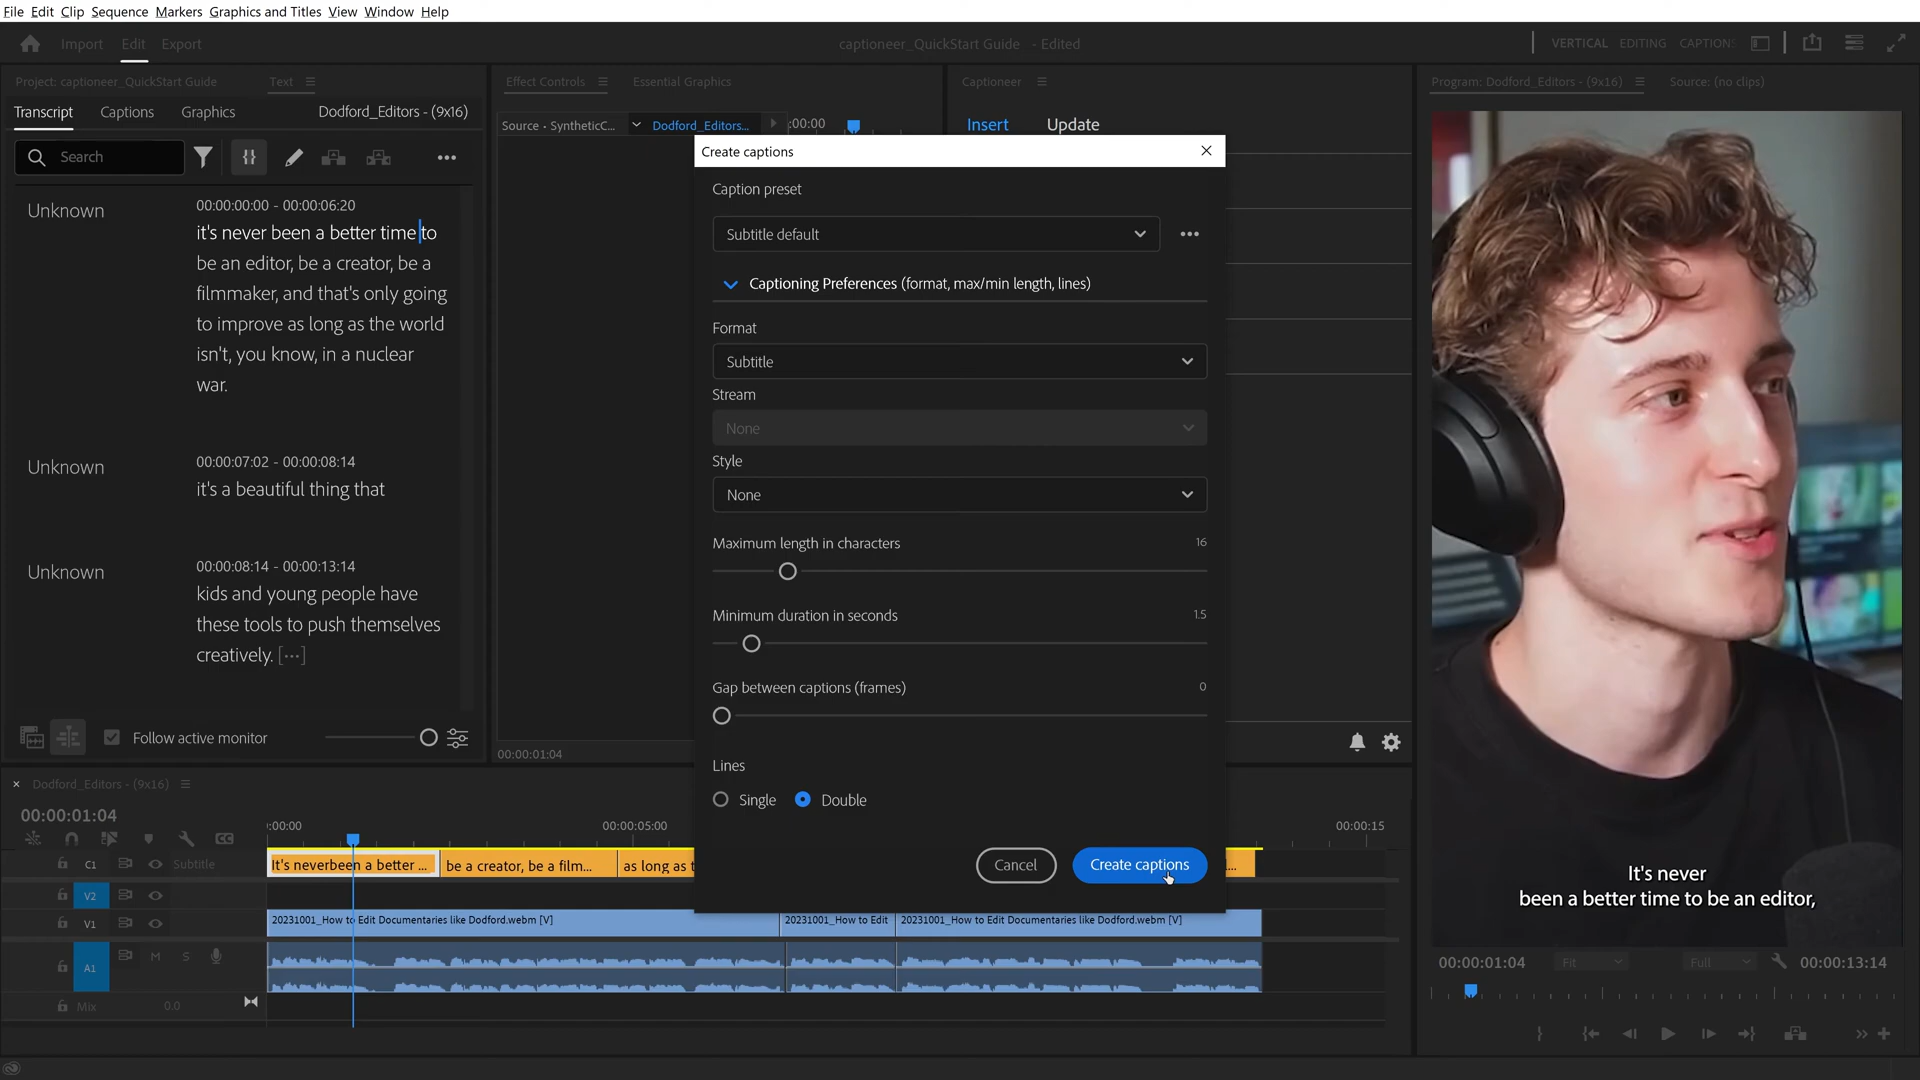 File Edit Clip Sequence Markers Graphics and Titles View Window Help
Import Edit Export
captioneer_QuickStart Guide - Edited
VERTICAL EDITING CAPTIONS
Project: captioneer_QuickStart Guide Text
Transcript Captions Graphics Dodford_Editors - (9x16)
Search
Unknown 00:00:00:00 - 00:00:06:20
it's never been a better time to
be an editor, be a creator, be a
filmmaker, and that's only going
to improve as long as the world
isn't, you know, in a nuclear
war.
Unknown 00:00:07:02 - 00:00:08:14
it's a beautiful thing that
Unknown 00:00:08:14 - 00:00:13:14
kids and young people have
these tools to push themselves
creatively. [...]
Follow active monitor
Effect Controls Essential Graphics
Source • SyntheticC... Dodford_Editors... :00:00
00:00:01:04
Captioneer
Insert Update
Create captions
Caption preset
Subtitle default
Captioning Preferences (format, max/min length, lines)
Format
Subtitle
Stream
None
Style
None
Maximum length in characters 16
Minimum duration in seconds 1.5
Gap between captions (frames) 0
Lines
Single Double
Cancel Create captions
Program: Dodford_Editors - (9x16) Source: (no clips)
It's never
been a better time to be an editor,
00:00:01:04 Fit Full 00:00:13:14
Dodford_Editors - (9x16)
00:00:01:04
:00:00 00:00:05:00 00:00:15
C1 Subtitle It's neverbeen a better ... be a creator, be a film... as long as t ...
V2
V1 20231001_How to Edit Documentaries like Dodford.webm [V] 20231001_How to Edit 20231001_How to Edit Documentaries like Dodford.webm [V]
A1 M S
Mix 0.0